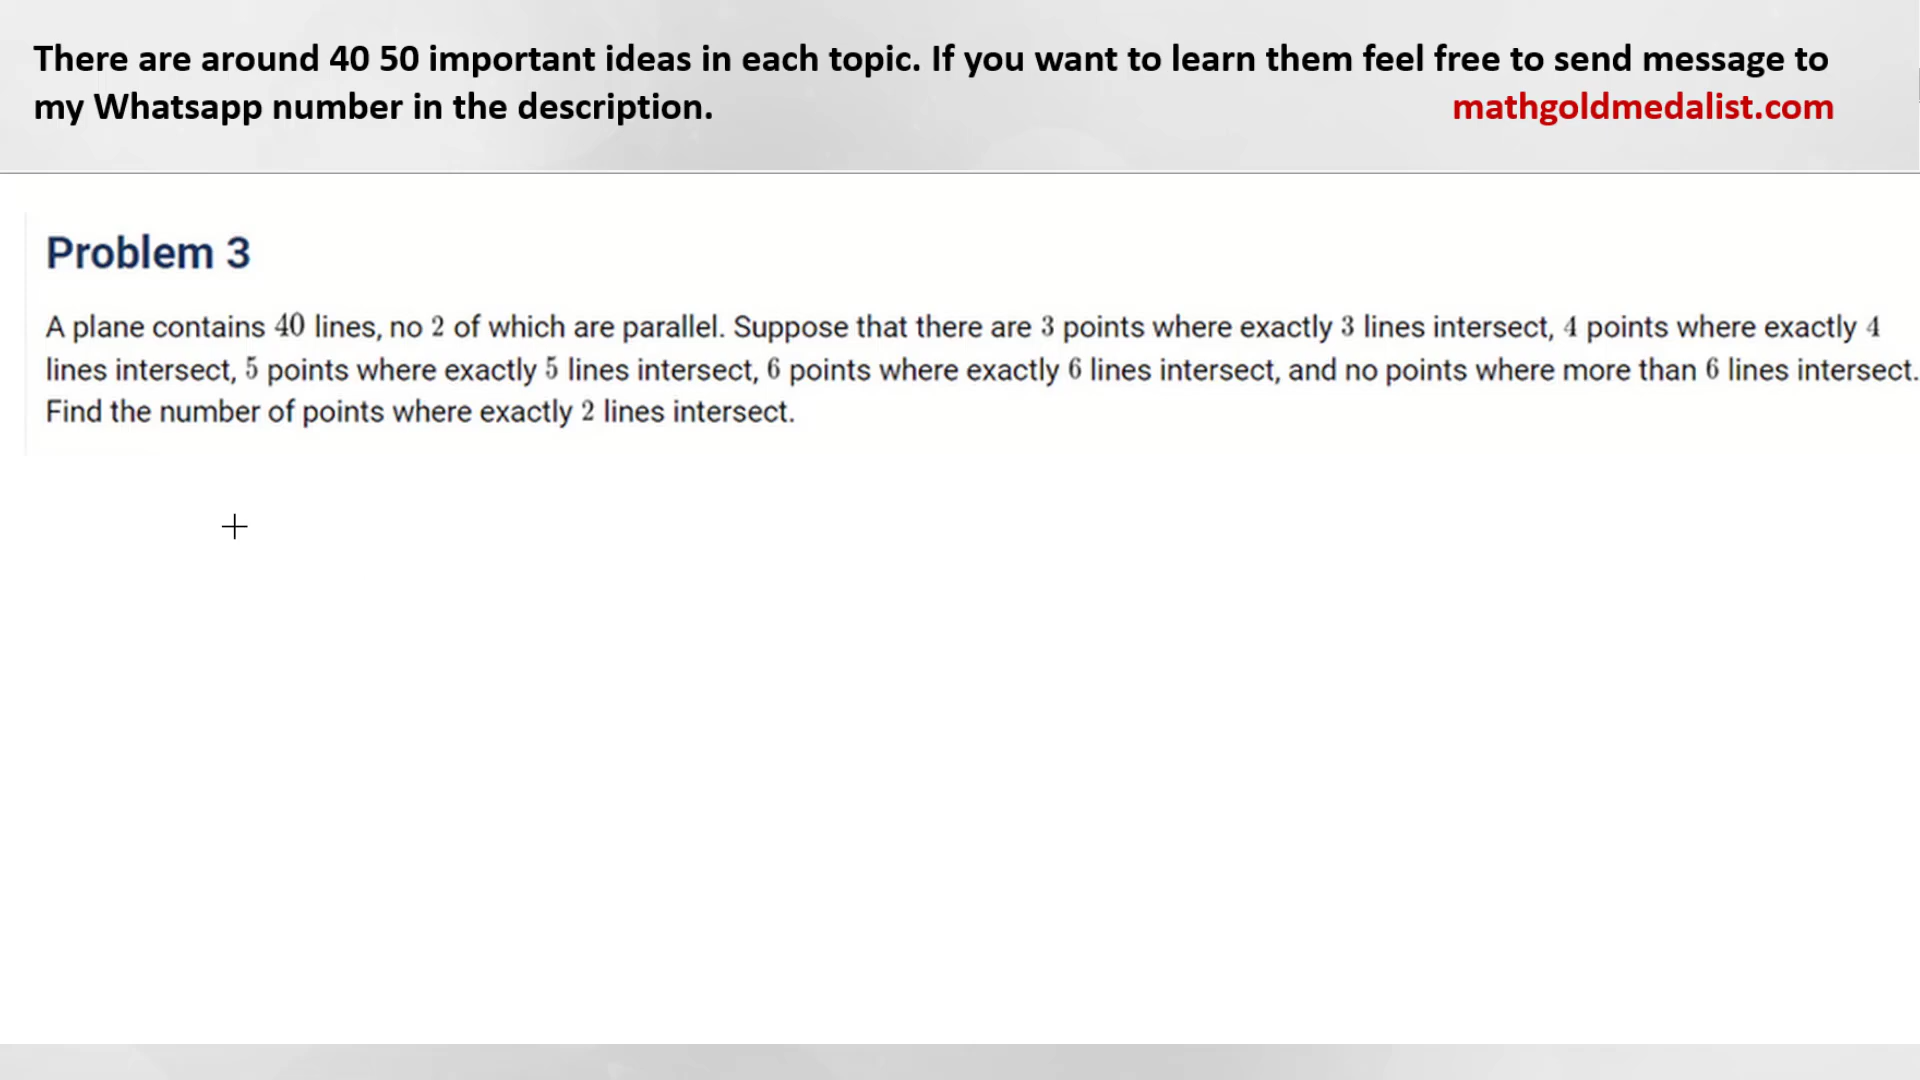 There are around 40 50 important ideas in each topic. If you want to learn them feel free to send message to
my Whatsapp number in the description. mathgoldmedalist.com
Problem 3
A plane contains 40 lines, no 2 of which are parallel. Suppose that there are 3 points where exactly 3 lines intersect, 4 points where exactly 4
lines intersect, 5 points where exactly 5 lines intersect, 6 points where exactly 6 lines intersect, and no points where more than 6 lines intersect.
Find the number of points where exactly 2 lines intersect.